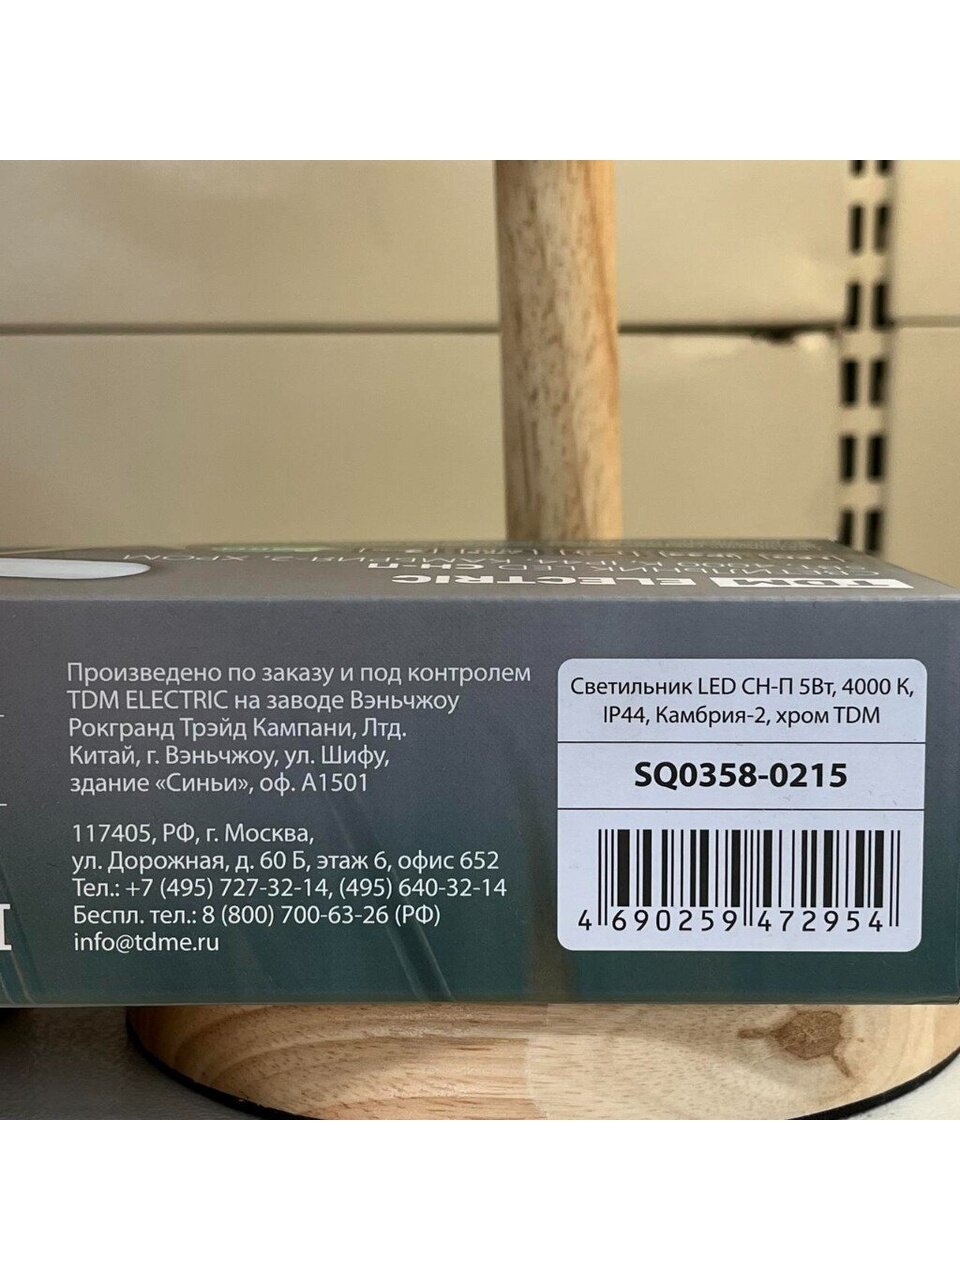 TDM ELECTRIC
Произведено по заказу и под контролем
TDM ELECTRIC на заводе Вэньчжоу
Рокгранд Трэйд Кампани, Лтд.
Китай, г. Вэньчжоу, ул. Шифу,
здание «Синьи», оф. А1501
117405, РФ, г. Москва,
ул. Дорожная, д. 60 Б, этаж 6, офис 652
Тел.: +7 (495) 727-32-14, (495) 640-32-14
Беспл. тел.: 8 (800) 700-63-26 (РФ)
info@tdme.ru
Светильник LED СН-П 5Вт, 4000 К,
IP44, Камбрия-2, хром TDM
SQ0358-0215
4 690259 472954